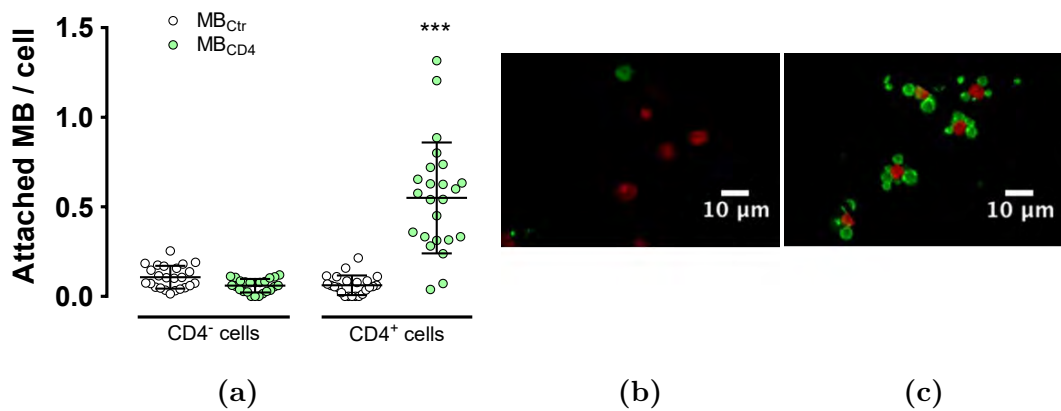 MBCtr
MBCD4
***
Attached MB / cell
1.5
1.0
0.5
0.0
CD4- cells
CD4+ cells
10 µm
10 µm
(a)
(b)
(c)